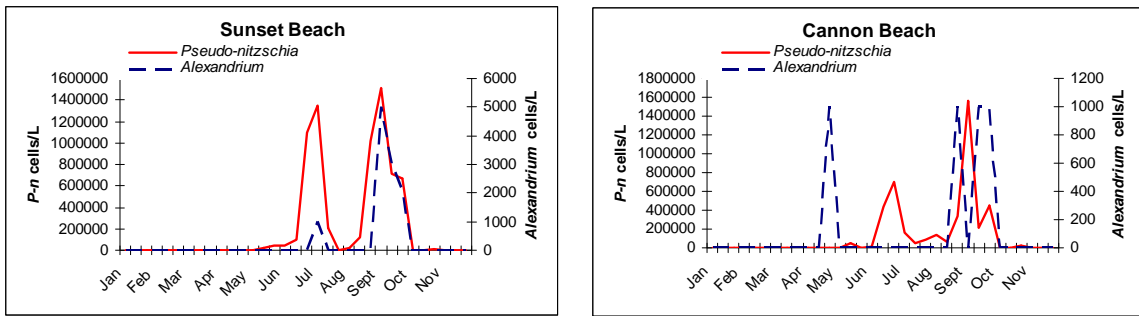 Sunset Beach
Pseudo-nitzschia
Alexandrium
P-n cells/L
1600000
1400000
1200000
1000000
800000
600000
400000
200000
0
6000
5000
4000
3000
2000
1000
0
Alexandrium cells/L
Jan Feb Mar Apr May Jun Jul Aug Sept Oct Nov
Cannon Beach
Pseudo-nitzschia
Alexandrium
P-n cells/L
1800000
1600000
1400000
1200000
1000000
800000
600000
400000
200000
0
1200
1000
800
600
400
200
0
Alexandrium cells/L
Jan Feb Mar Apr May Jun Jul Aug Sept Oct Nov